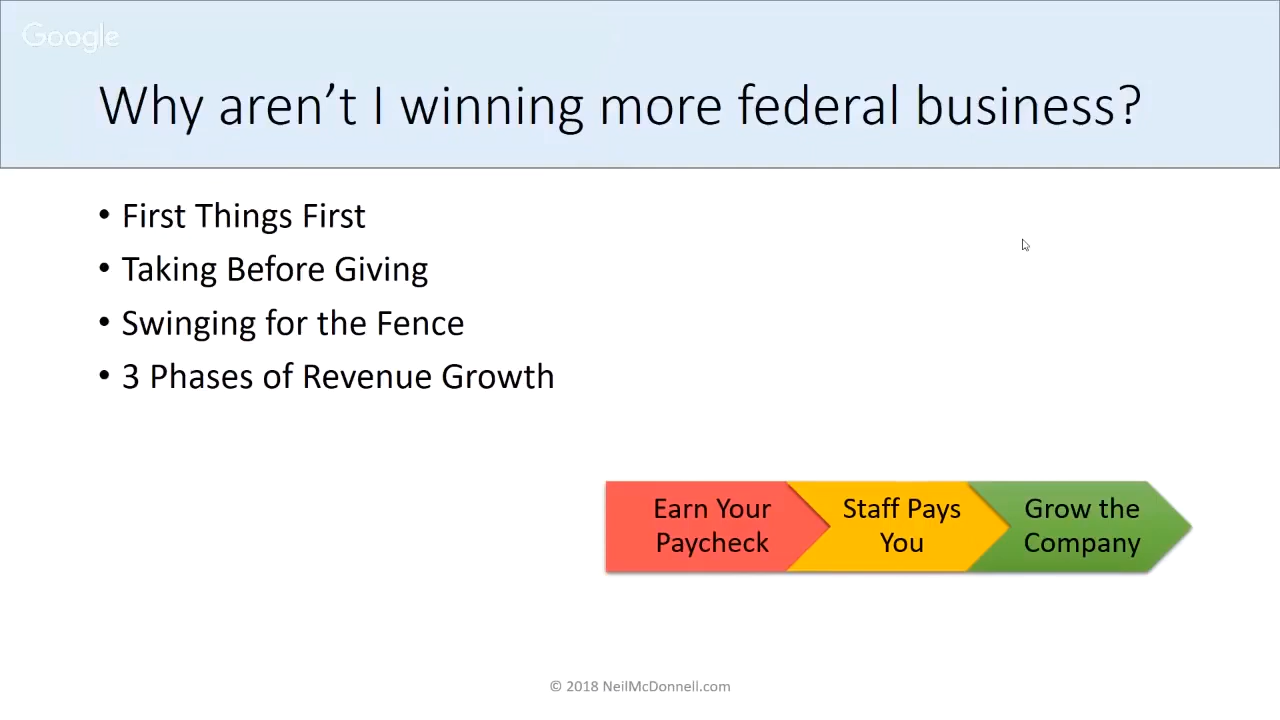 Google
Why aren’t I winning more federal business?
• First Things First
• Taking Before Giving
• Swinging for the Fence
• 3 Phases of Revenue Growth
Earn Your
Paycheck
Staff Pays
You
Grow the
Company
© 2018 NeilMcDonnell.com